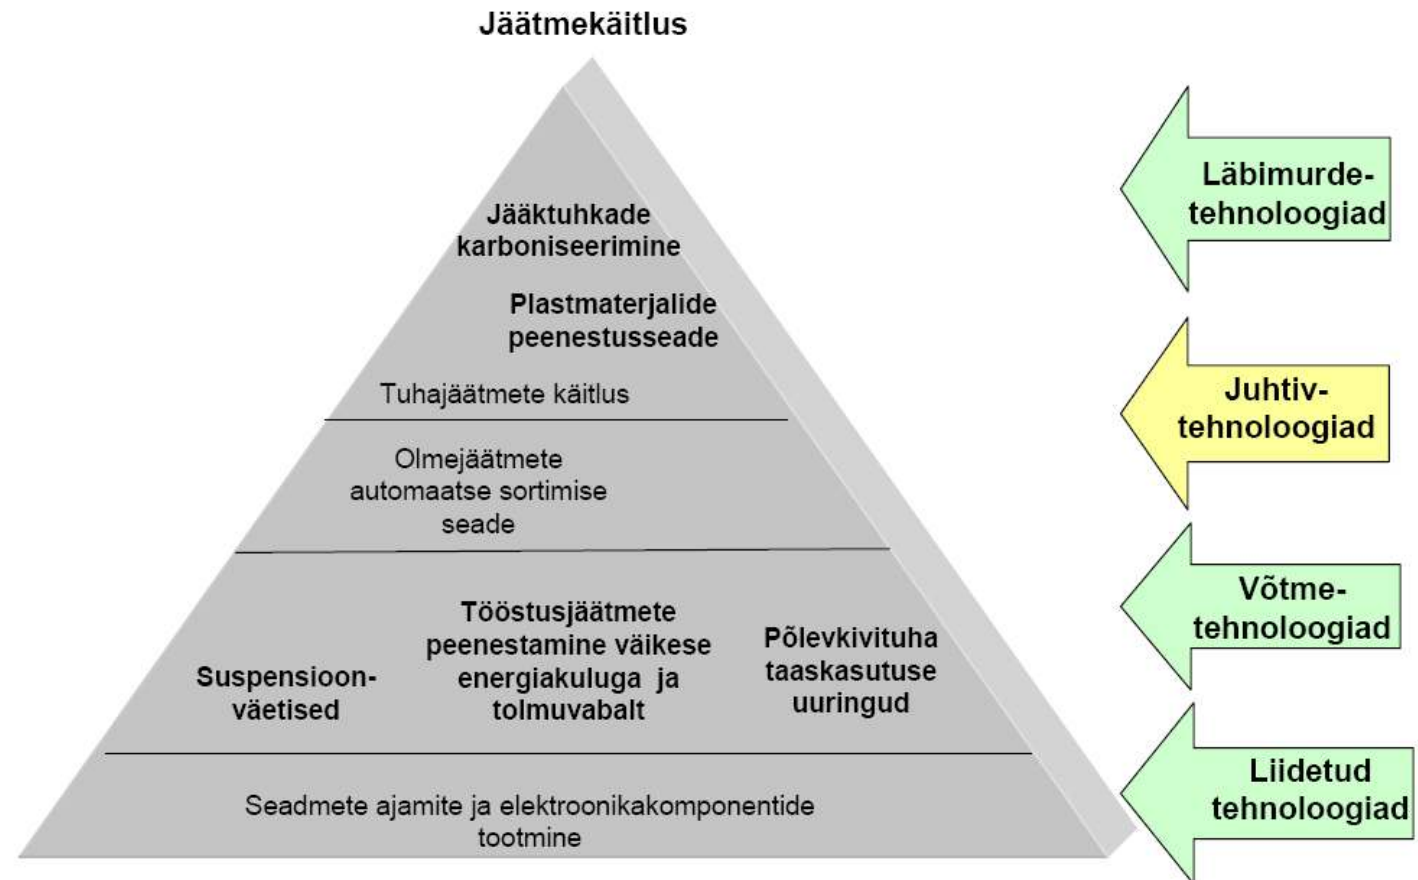 Jäätmekäitlus
Jääktuhkade
karboniseerimine
Plastmaterjalide
peenestusseade
Tuhajäätmete käitlus
Olmejäätmete
automaatse sortimise
seade
Suspensioon-
väetised
Tööstusjäätmete
peenestamine väikese
energiakuluga ja
tolmuvabalt
Põlevkivituha
taaskasutuse
uuringud
Seadmete ajamite ja elektroonikakomponentide
tootmine
Läbimurde-
tehnoloogiad
Juhtiv-
tehnoloogiad
Võtme-
tehnoloogiad
Liidetud
tehnoloogiad